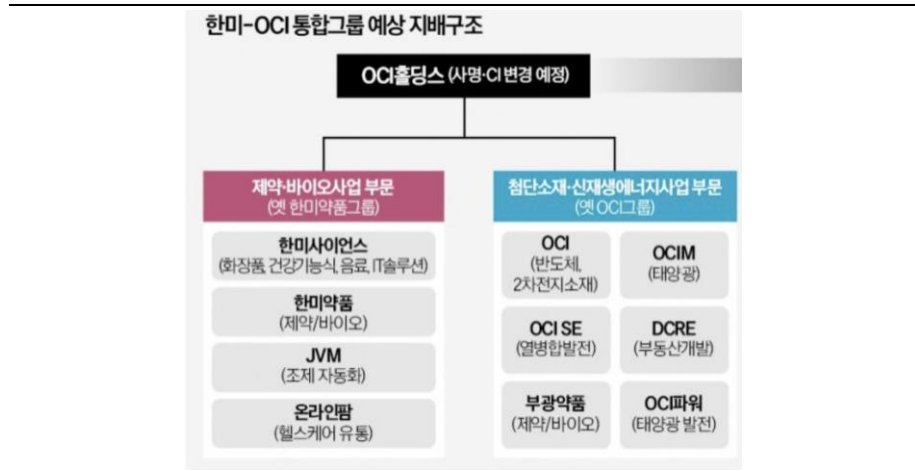 한미-OCI 통합그룹 예상 지배구조
OCI홀딩스 (사명·CI 변경 예정)
제약·바이오사업 부문
(옛 한미약품그룹)
한미사이언스
(화장품, 건강기능식, 음료, IT솔루션)
한미약품
(제약/바이오)
JVM
(조제 자동화)
온라인팜
(헬스케어 유통)
첨단소재·신재생에너지사업 부문
(옛 OCI그룹)
OCI
(반도체,
2차전지소재)
OCIM
(태양광)
OCI SE
(열병합발전)
DCRE
(부동산개발)
부광약품
(제약/바이오)
OCI파워
(태양광 발전)